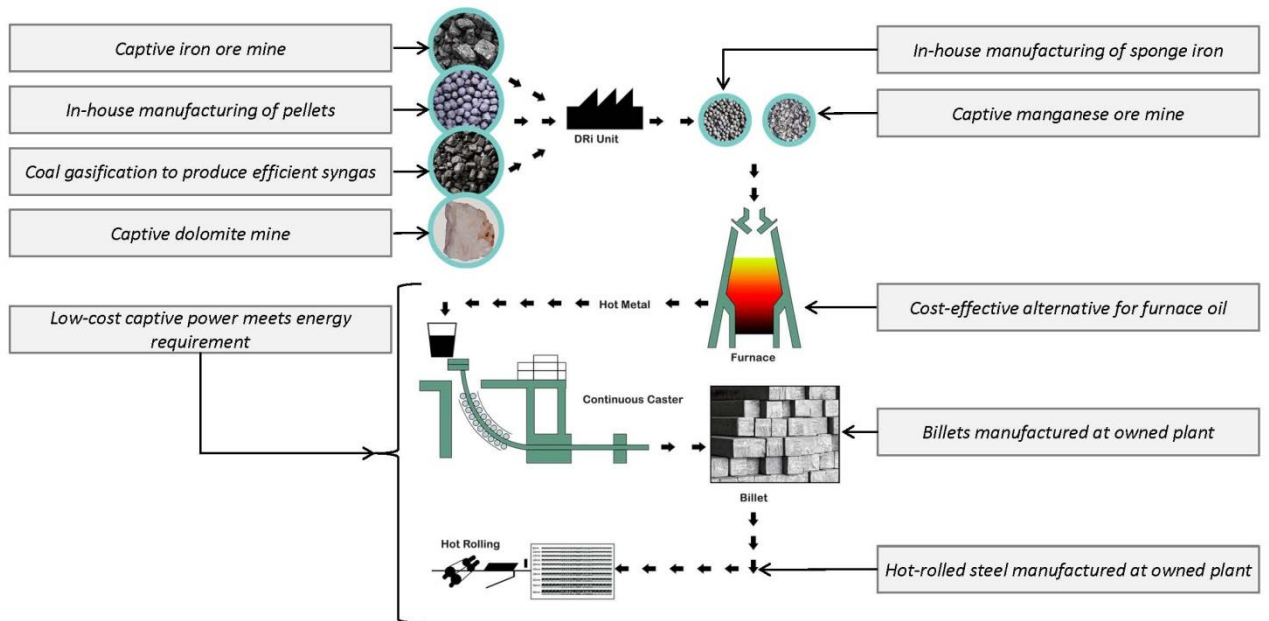 Captive iron ore mine
In-house manufacturing of pellets
Coal gasification to produce efficient syngas
Captive dolomite mine
DRi Unit
In-house manufacturing of sponge iron
Captive manganese ore mine
Low-cost captive power meets energy
requirement
Hot Metal
Furnace
Cost-effective alternative for furnace oil
Continuous Caster
Billet
Billets manufactured at owned plant
Hot Rolling
Hot-rolled steel manufactured at owned plant